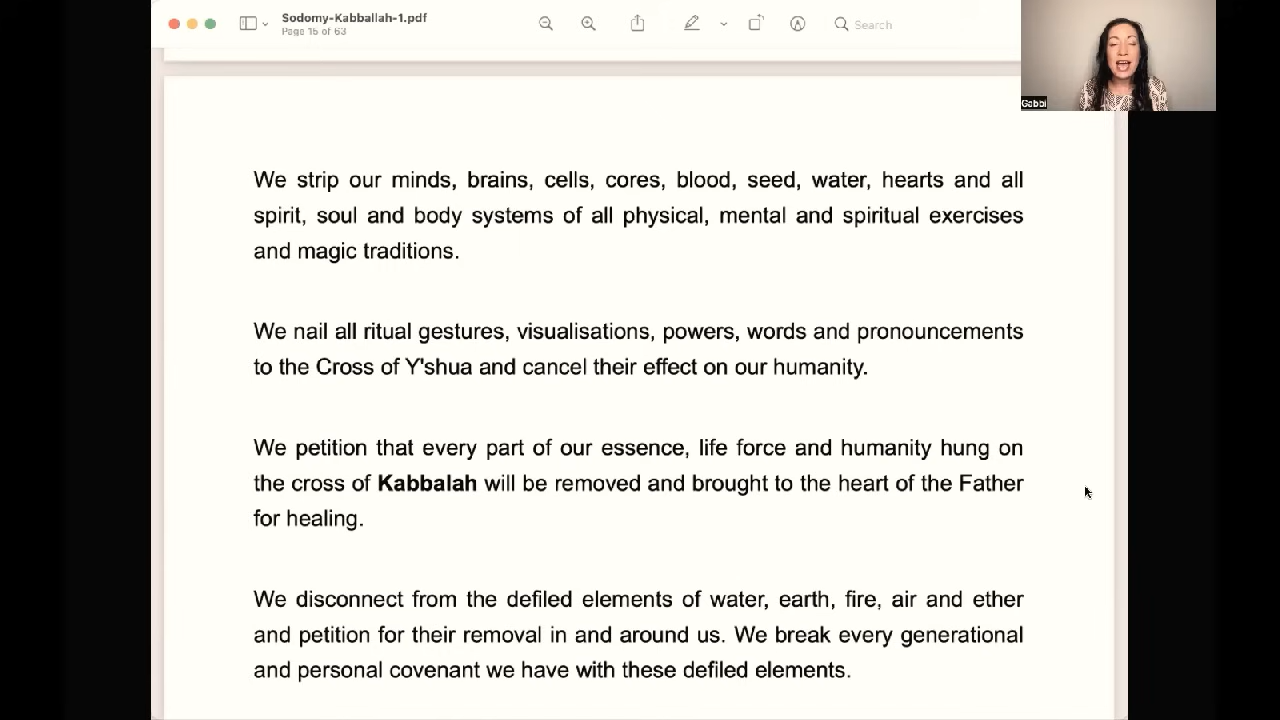 Sodomy-Kabballah-1.pdf
Page 15 of 63
Search
Gabbi
We strip our minds, brains, cells, cores, blood, seed, water, hearts and all
spirit, soul and body systems of all physical, mental and spiritual exercises
and magic traditions.
We nail all ritual gestures, visualisations, powers, words and pronouncements
to the Cross of Y'shua and cancel their effect on our humanity.
We petition that every part of our essence, life force and humanity hung on
the cross of Kabbalah will be removed and brought to the heart of the Father
for healing.
We disconnect from the defiled elements of water, earth, fire, air and ether
and petition for their removal in and around us. We break every generational
and personal covenant we have with these defiled elements.